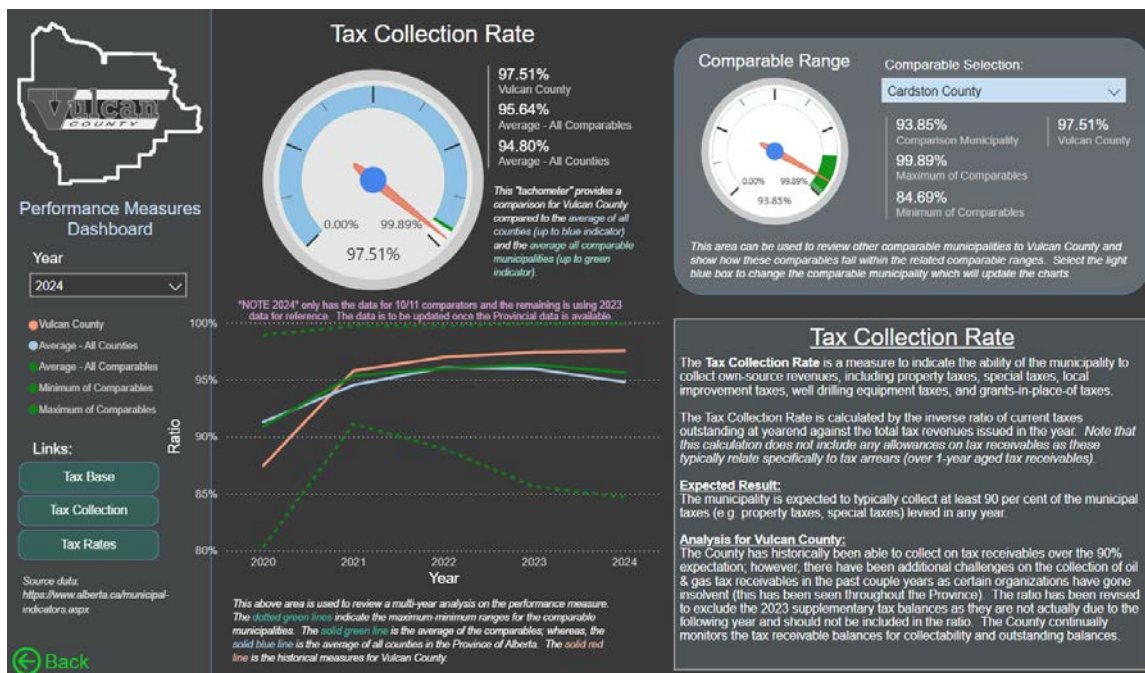 Vulcan
COUNTY
Performance Measures
Dashboard
Year
2024
Vulcan County
Average - All Counties
Average - All Comparables
Minimum of Comparables
Maximum of Comparables
Links:
Tax Base
Tax Collection
Tax Rates
Source data:
https://www.alberta.ca/municipal-
indicators.aspx
Back
Tax Collection Rate
0.00%
99.89%
97.51%
97.51%
Vulcan County
95.64%
Average - All Comparables
94.80%
Average - All Counties
This "tachometer" provides a
comparison for Vulcan County
compared to the average of all
counties (up to blue indicator)
and the average all comparable
municipalities (up to green
indicator).
"NOTE 2024" only has the data for 10/11 comparators and the remaining is using 2023
data for reference. The data is to be updated once the Provincial data is available.
100%
95%
90%
85%
80%
Ratio
2020
2021
2022
2023
2024
Year
This above area is used to review a multi-year analysis on the performance measure.
The dotted green lines indicate the maximum-minimum ranges for the comparable
municipalities. The solid green line is the average of the comparables; whereas, the
solid blue line is the average of all counties in the Province of Alberta. The solid red
line is the historical measures for Vulcan County.
Comparable Range
0.00%
99.89%
93.85%
Comparable Selection:
Cardston County
93.85%
Comparison Municipality
97.51%
Vulcan County
99.89%
Maximum of Comparables
84.69%
Minimum of Comparables
This area can be used to review other comparable municipalities to Vulcan County and
show how these comparables fall within the related comparable ranges. Select the light
blue box to change the comparable municipality which will update the charts.
Tax Collection Rate
The Tax Collection Rate is a measure to indicate the ability of the municipality to
collect own-source revenues, including property taxes, special taxes, local
improvement taxes, well drilling equipment taxes, and grants-in-place-of taxes.
The Tax Collection Rate is calculated by the inverse ratio of current taxes
outstanding at yearend against the total tax revenues issued in the year. Note that
this calculation does not include any allowances on tax receivables as these
typically relate specifically to tax arrears (over 1-year aged tax receivables).
Expected Result:
The municipality is expected to typically collect at least 90 per cent of the municipal
taxes (e.g. property taxes, special taxes) levied in any year.
Analysis for Vulcan County:
The County has historically been able to collect on tax receivables over the 90%
expectation; however, there have been additional challenges on the collection of oil
& gas tax receivables in the past couple years as certain organizations have gone
insolvent (this has been seen throughout the Province). The ratio has been revised
to exclude the 2023 supplementary tax balances as they are not actually due to the
following year and should not be included in the ratio. The County continually
monitors the tax receivable balances for collectability and outstanding balances.